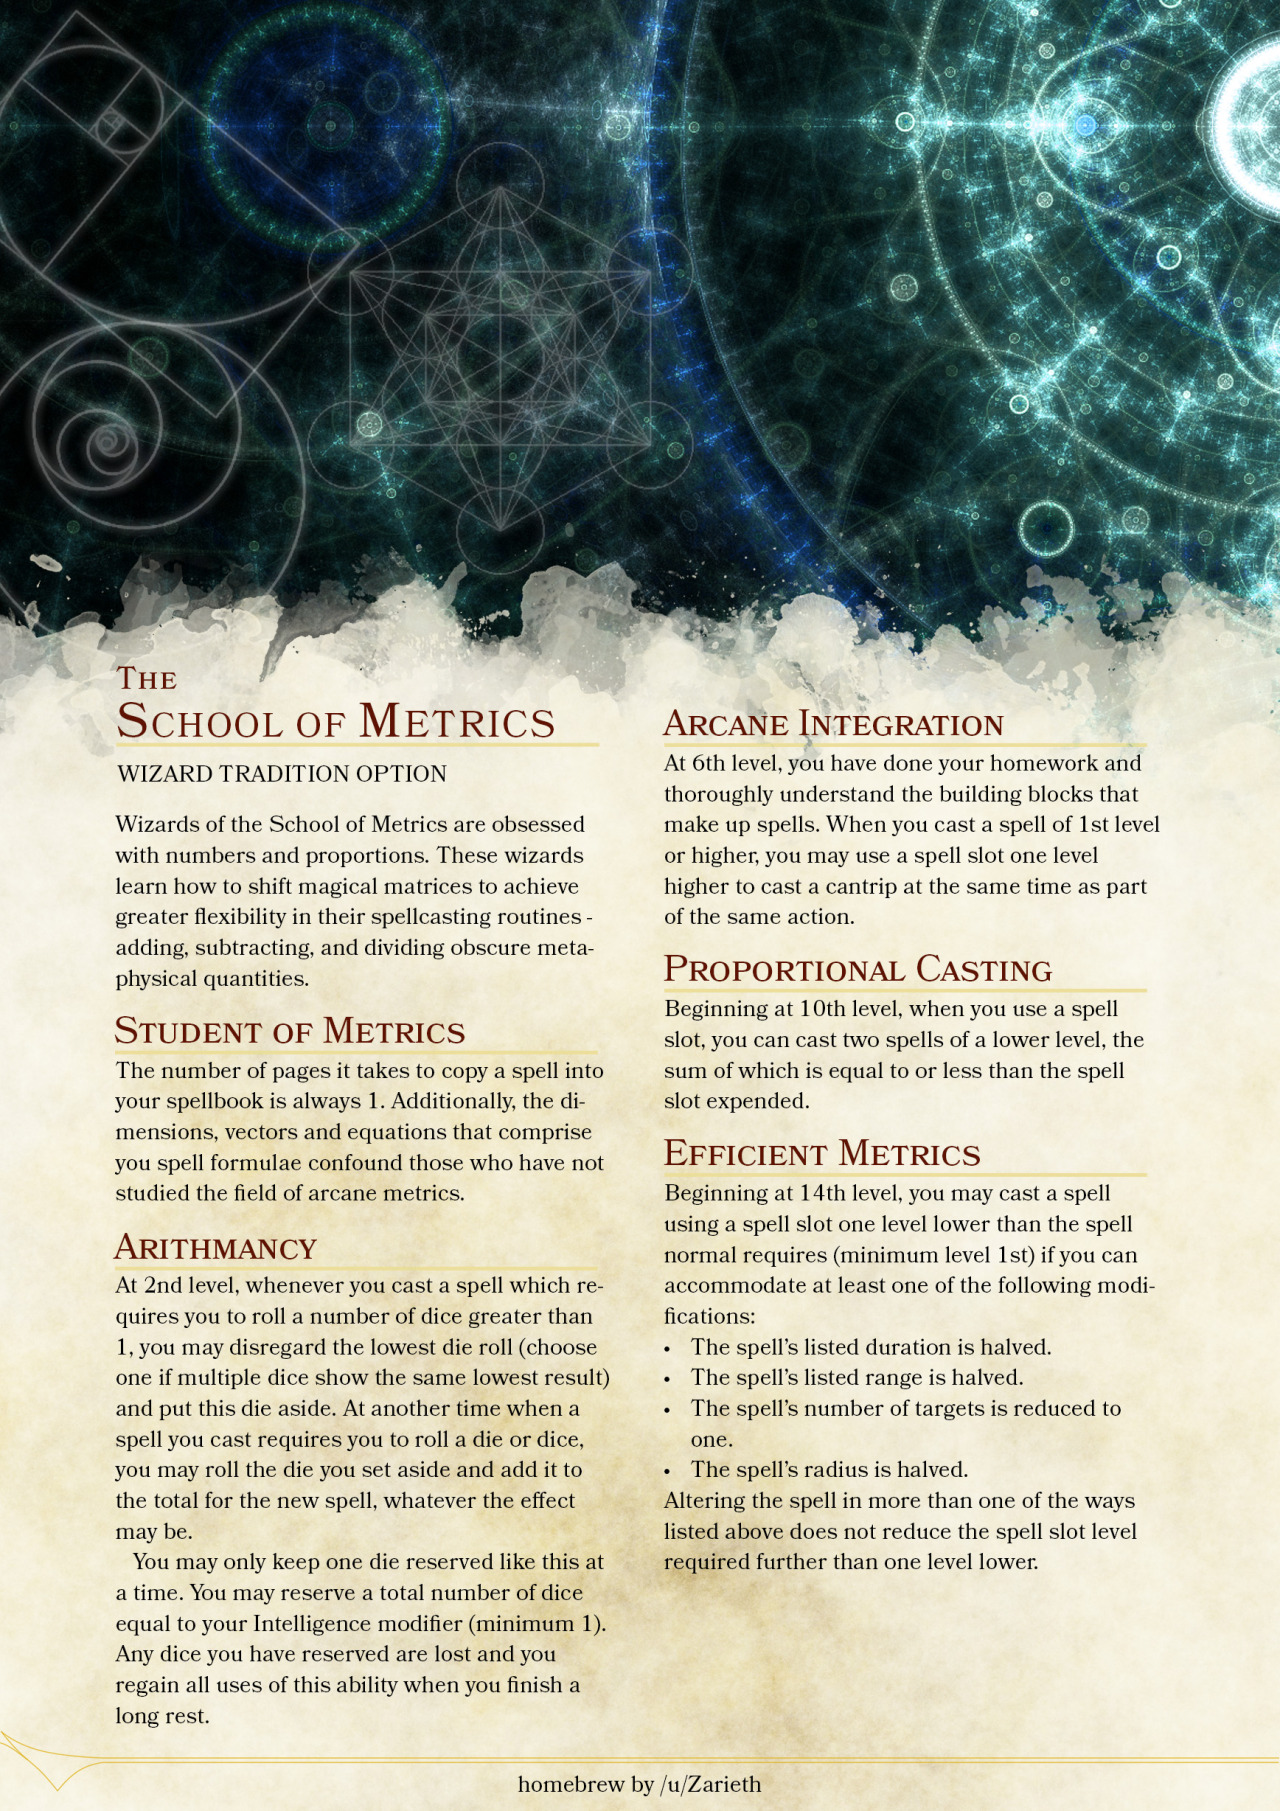 The
School of Metrics
WIZARD TRADITION OPTION
Wizards of the School of Metrics are obsessed
with numbers and proportions. These wizards
learn how to shift magical matrices to achieve
greater flexibility in their spellcasting routines -
adding, subtracting, and dividing obscure meta-
physical quantities.
Student of Metrics
The number of pages it takes to copy a spell into
your spellbook is always 1. Additionally, the di-
mensions, vectors and equations that comprise
you spell formulae confound those who have not
studied the field of arcane metrics.
Arithmancy
At 2nd level, whenever you cast a spell which re-
quires you to roll a number of dice greater than
1, you may disregard the lowest die roll (choose
one if multiple dice show the same lowest result)
and put this die aside. At another time when a
spell you cast requires you to roll a die or dice,
you may roll the die you set aside and add it to
the total for the new spell, whatever the effect
may be.
You may only keep one die reserved like this at
a time. You may reserve a total number of dice
equal to your Intelligence modifier (minimum 1).
Any dice you have reserved are lost and you
regain all uses of this ability when you finish a
long rest.
Arcane Integration
At 6th level, you have done your homework and
thoroughly understand the building blocks that
make up spells. When you cast a spell of 1st level
or higher, you may use a spell slot one level
higher to cast a cantrip at the same time as part
of the same action.
Proportional Casting
Beginning at 10th level, when you use a spell
slot, you can cast two spells of a lower level, the
sum of which is equal to or less than the spell
slot expended.
Efficient Metrics
Beginning at 14th level, you may cast a spell
using a spell slot one level lower than the spell
normal requires (minimum level 1st) if you can
accommodate at least one of the following modi-
fications:
• The spell's listed duration is halved.
• The spell's listed range is halved.
• The spell's number of targets is reduced to
one.
• The spell's radius is halved.
Altering the spell in more than one of the ways
listed above does not reduce the spell slot level
required further than one level lower.
homebrew by /u/Zarieth